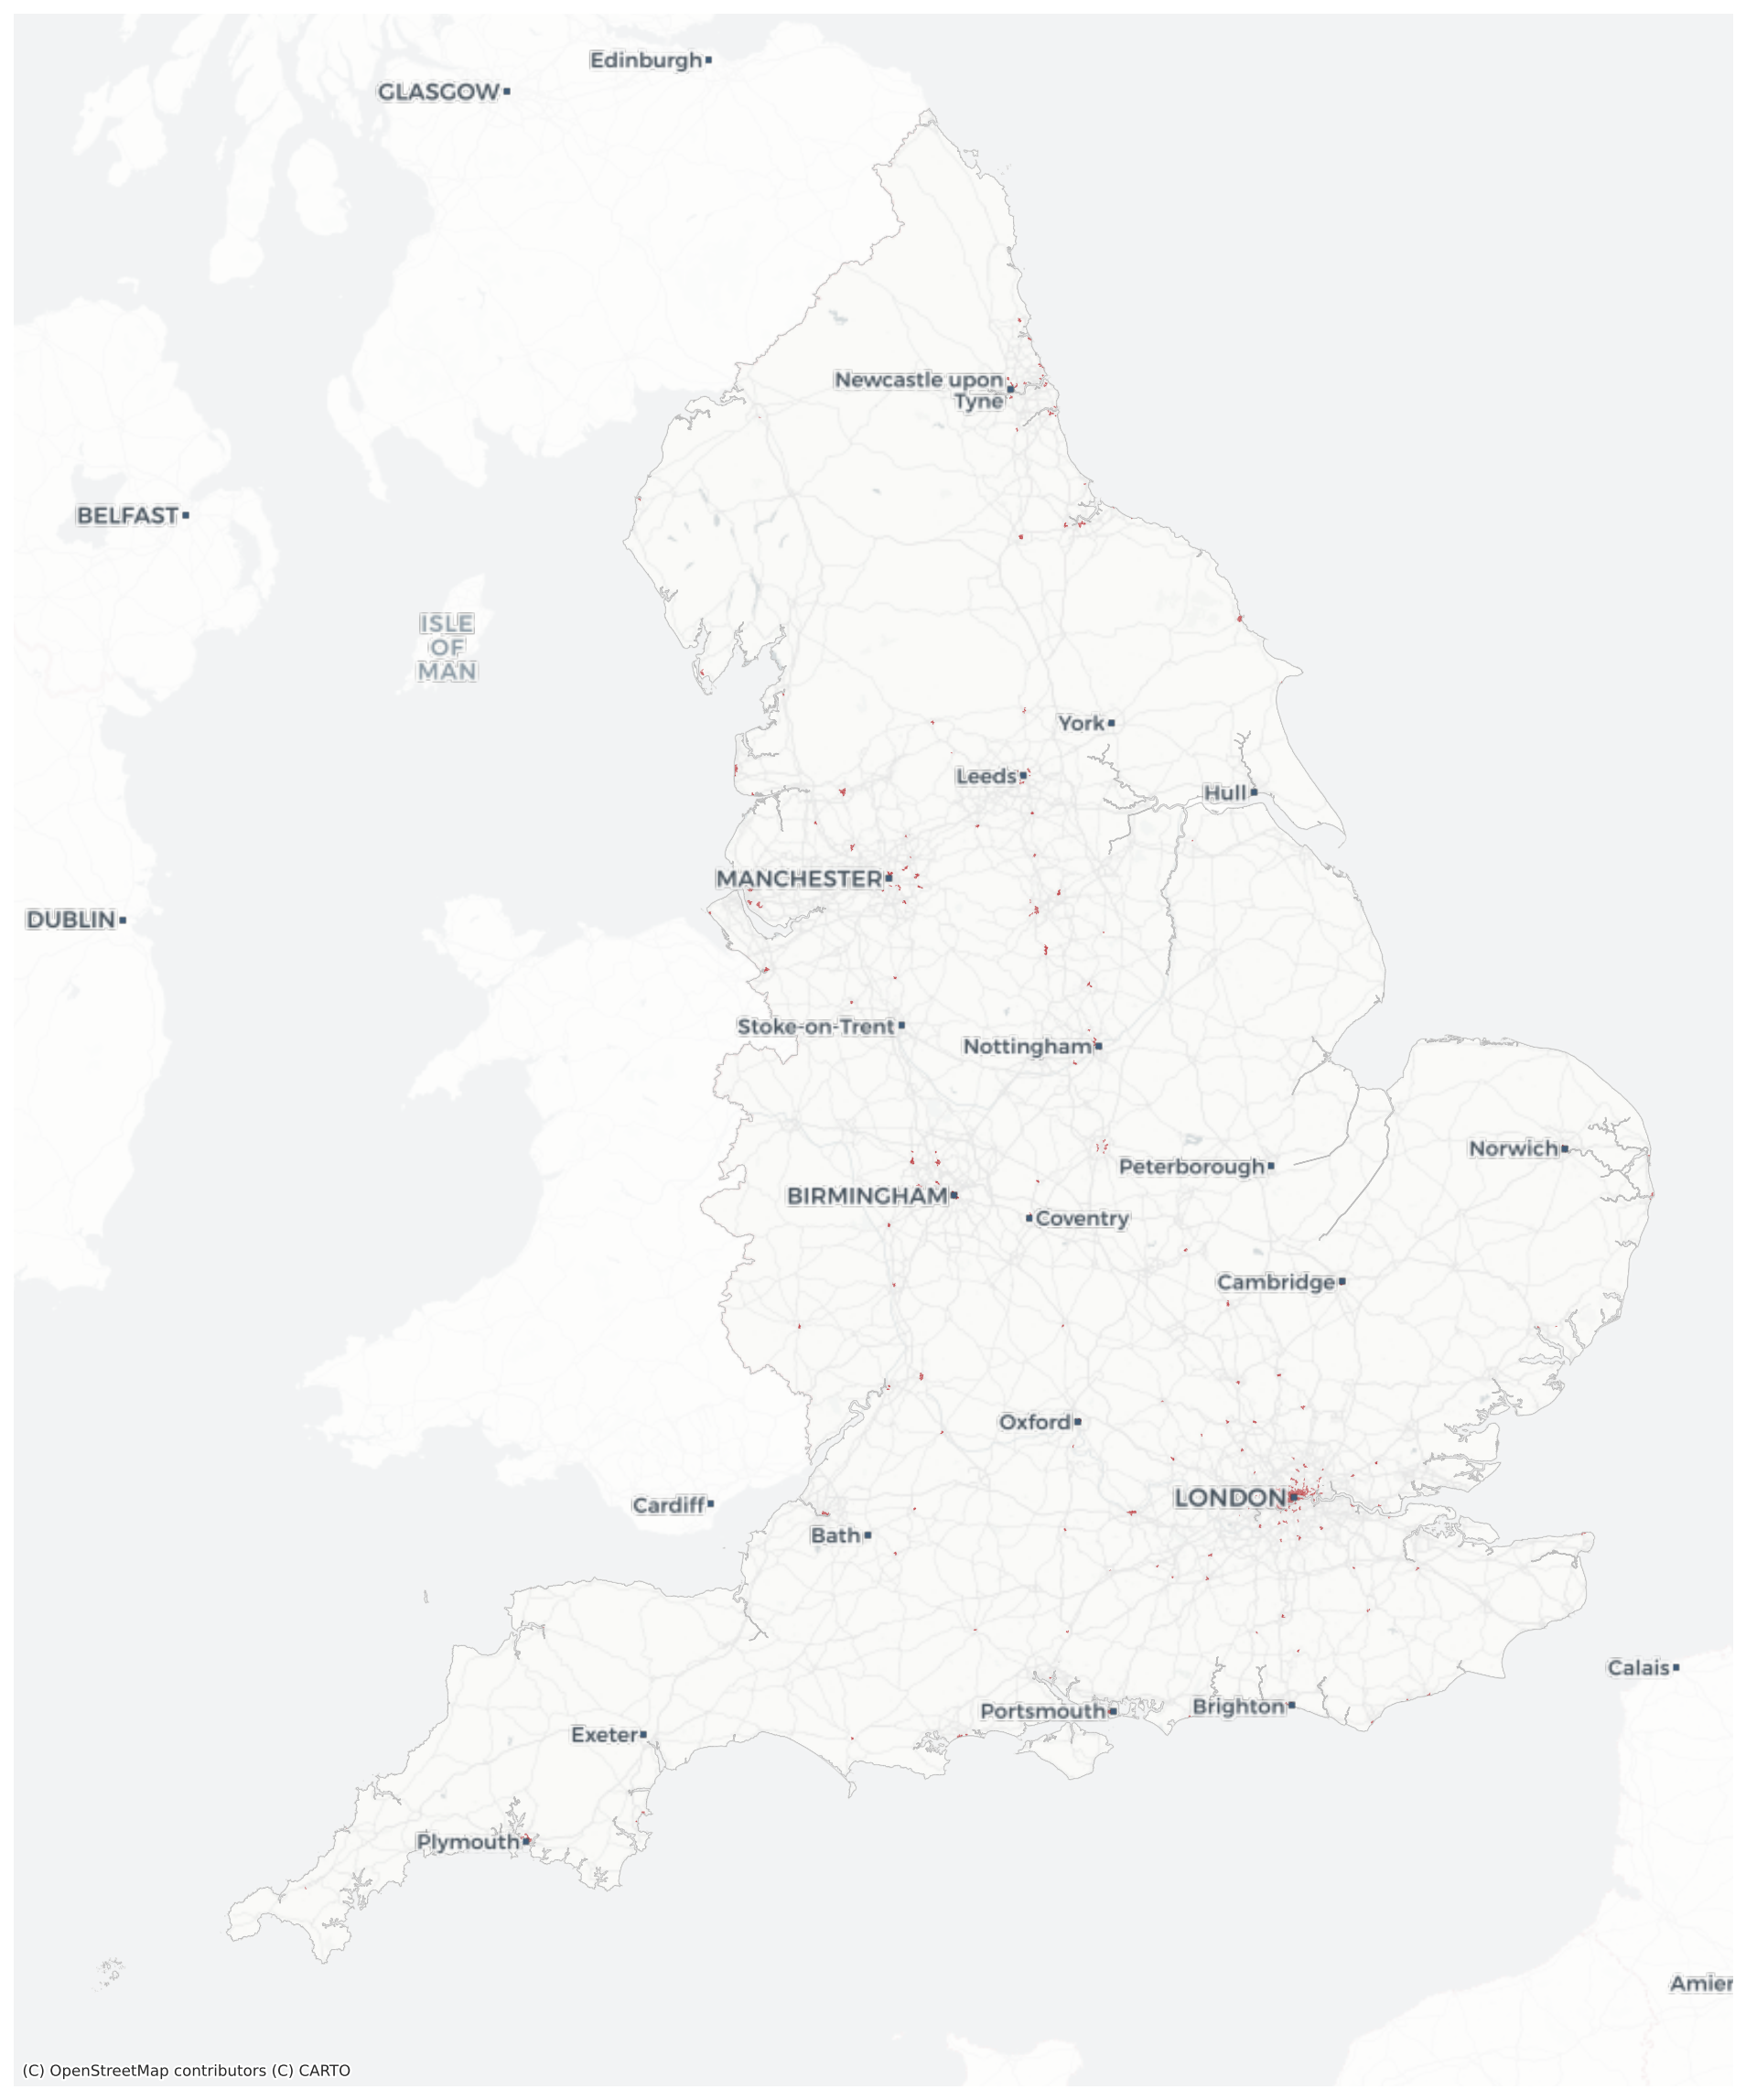 Edinburgh
GLASGOW
Newcastle upon
Tyne
BELFAST
ISLE
OF
MAN
York
Leeds
Hull
MANCHESTER
DUBLIN
Stoke-on-Trent
Nottingham
Norwich
Peterborough
BIRMINGHAM
Coventry
Cambridge
Oxford
LONDON
Cardiff
Bath
Calais
Portsmouth
Brighton
Exeter
Plymouth
Amier
(C) OpenStreetMap contributors (C) CARTO